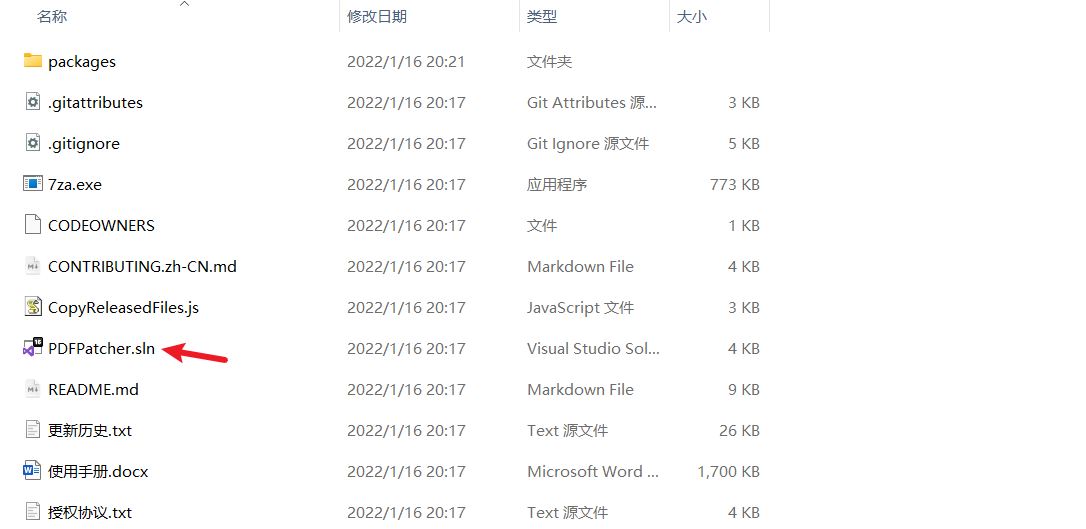 名称 修改日期 类型 大小
packages 2022/1/16 20:21 文件夹
.gitattributes 2022/1/16 20:17 Git Attributes 源... 3 KB
.gitignore 2022/1/16 20:17 Git Ignore 源文件 5 KB
7za.exe 2022/1/16 20:17 应用程序 773 KB
CODEOWNERS 2022/1/16 20:17 文件 1 KB
CONTRIBUTING.zh-CN.md 2022/1/16 20:17 Markdown File 4 KB
CopyReleasedFiles.js 2022/1/16 20:17 JavaScript 文件 3 KB
PDFPatcher.sln 2022/1/16 20:17 Visual Studio Sol... 4 KB
README.md 2022/1/16 20:17 Markdown File 9 KB
更新历史.txt 2022/1/16 20:17 Text 源文件 26 KB
使用手册.docx 2022/1/16 20:17 Microsoft Word ... 1,700 KB
授权协议.txt 2022/1/16 20:17 Text 源文件 4 KB